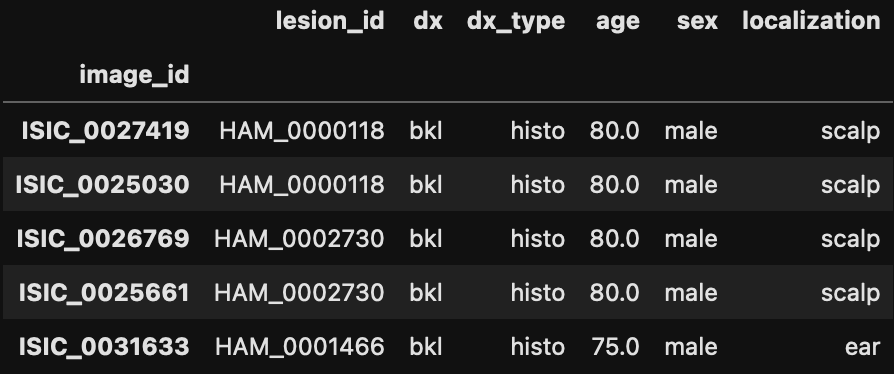 lesion_id dx dx_type age sex localization
image_id
ISIC_0027419 HAM_0000118 bkl histo 80.0 male scalp
ISIC_0025030 HAM_0000118 bkl histo 80.0 male scalp
ISIC_0026769 HAM_0002730 bkl histo 80.0 male scalp
ISIC_0025661 HAM_0002730 bkl histo 80.0 male scalp
ISIC_0031633 HAM_0001466 bkl histo 75.0 male ear